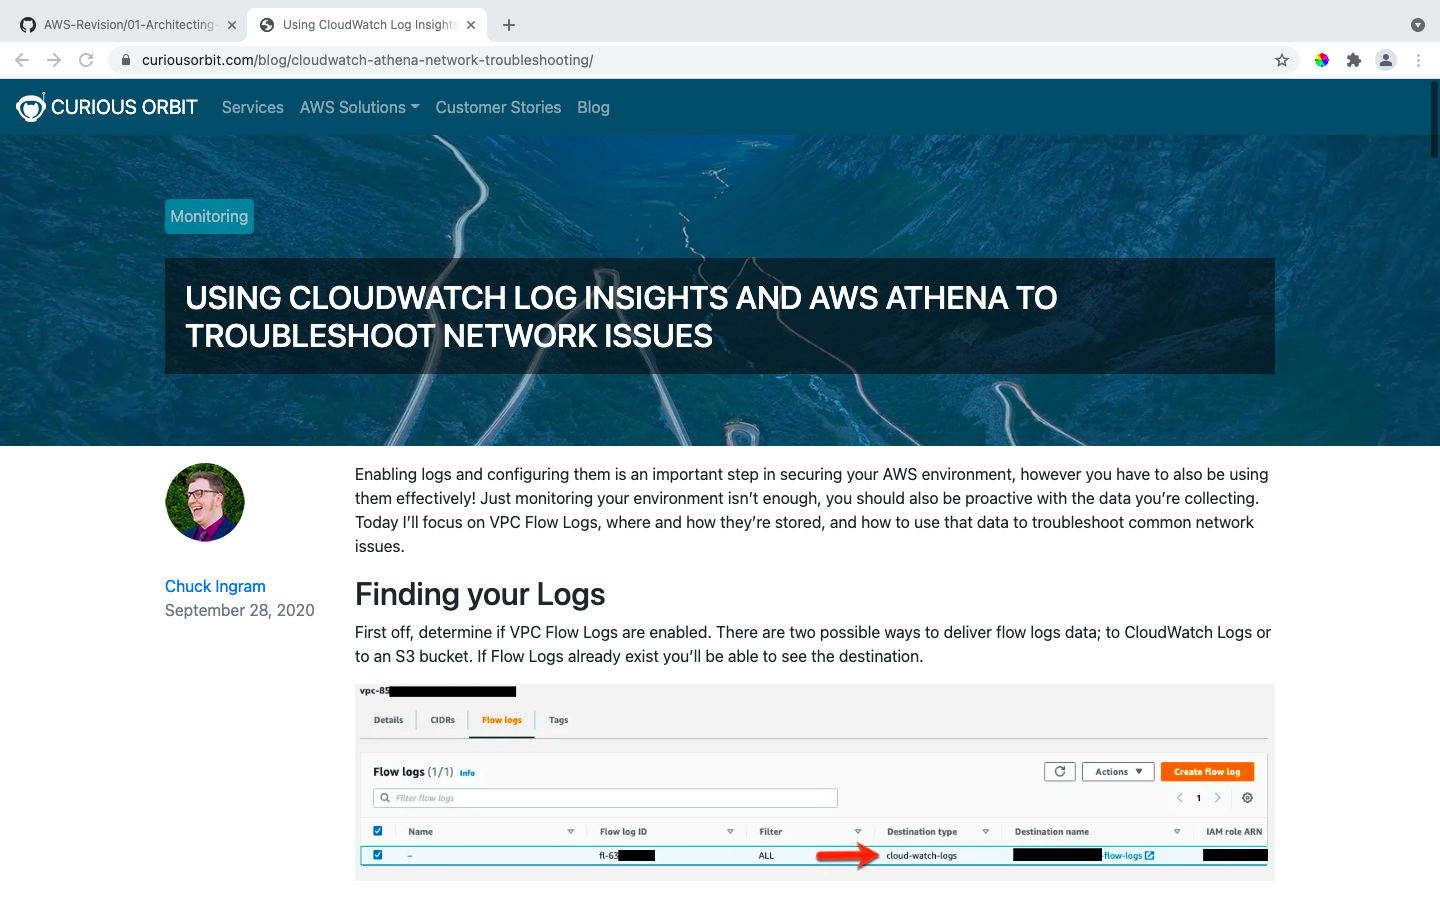 AWS-Revision/01-Architecting-
Using CloudWatch Log Insights
curiousorbit.com/blog/cloudwatch-athena-network-troubleshooting/
CURIOUS ORBIT
Services
AWS Solutions
Customer Stories
Blog
Monitoring
USING CLOUDWATCH LOG INSIGHTS AND AWS ATHENA TO
TROUBLESHOOT NETWORK ISSUES
Enabling logs and configuring them is an important step in securing your AWS environment, however you have to also be using
them effectively! Just monitoring your environment isn’t enough, you should also be proactive with the data you’re collecting.
Today I’ll focus on VPC Flow Logs, where and how they’re stored, and how to use that data to troubleshoot common network
issues.
Chuck Ingram
September 28, 2020
Finding your Logs
First off, determine if VPC Flow Logs are enabled. There are two possible ways to deliver flow logs data; to CloudWatch Logs or
to an S3 bucket. If Flow Logs already exist you’ll be able to see the destination.
vpc-85
Details
CIDRs
Flow logs
Tags
Flow logs (1/1) Info
Actions
Create flow log
Filter flow logs
1
Name
Flow log ID
Filter
Destination type
Destination name
IAM role ARN
–
fl-63
ALL
cloud-watch-logs
-flow-logs